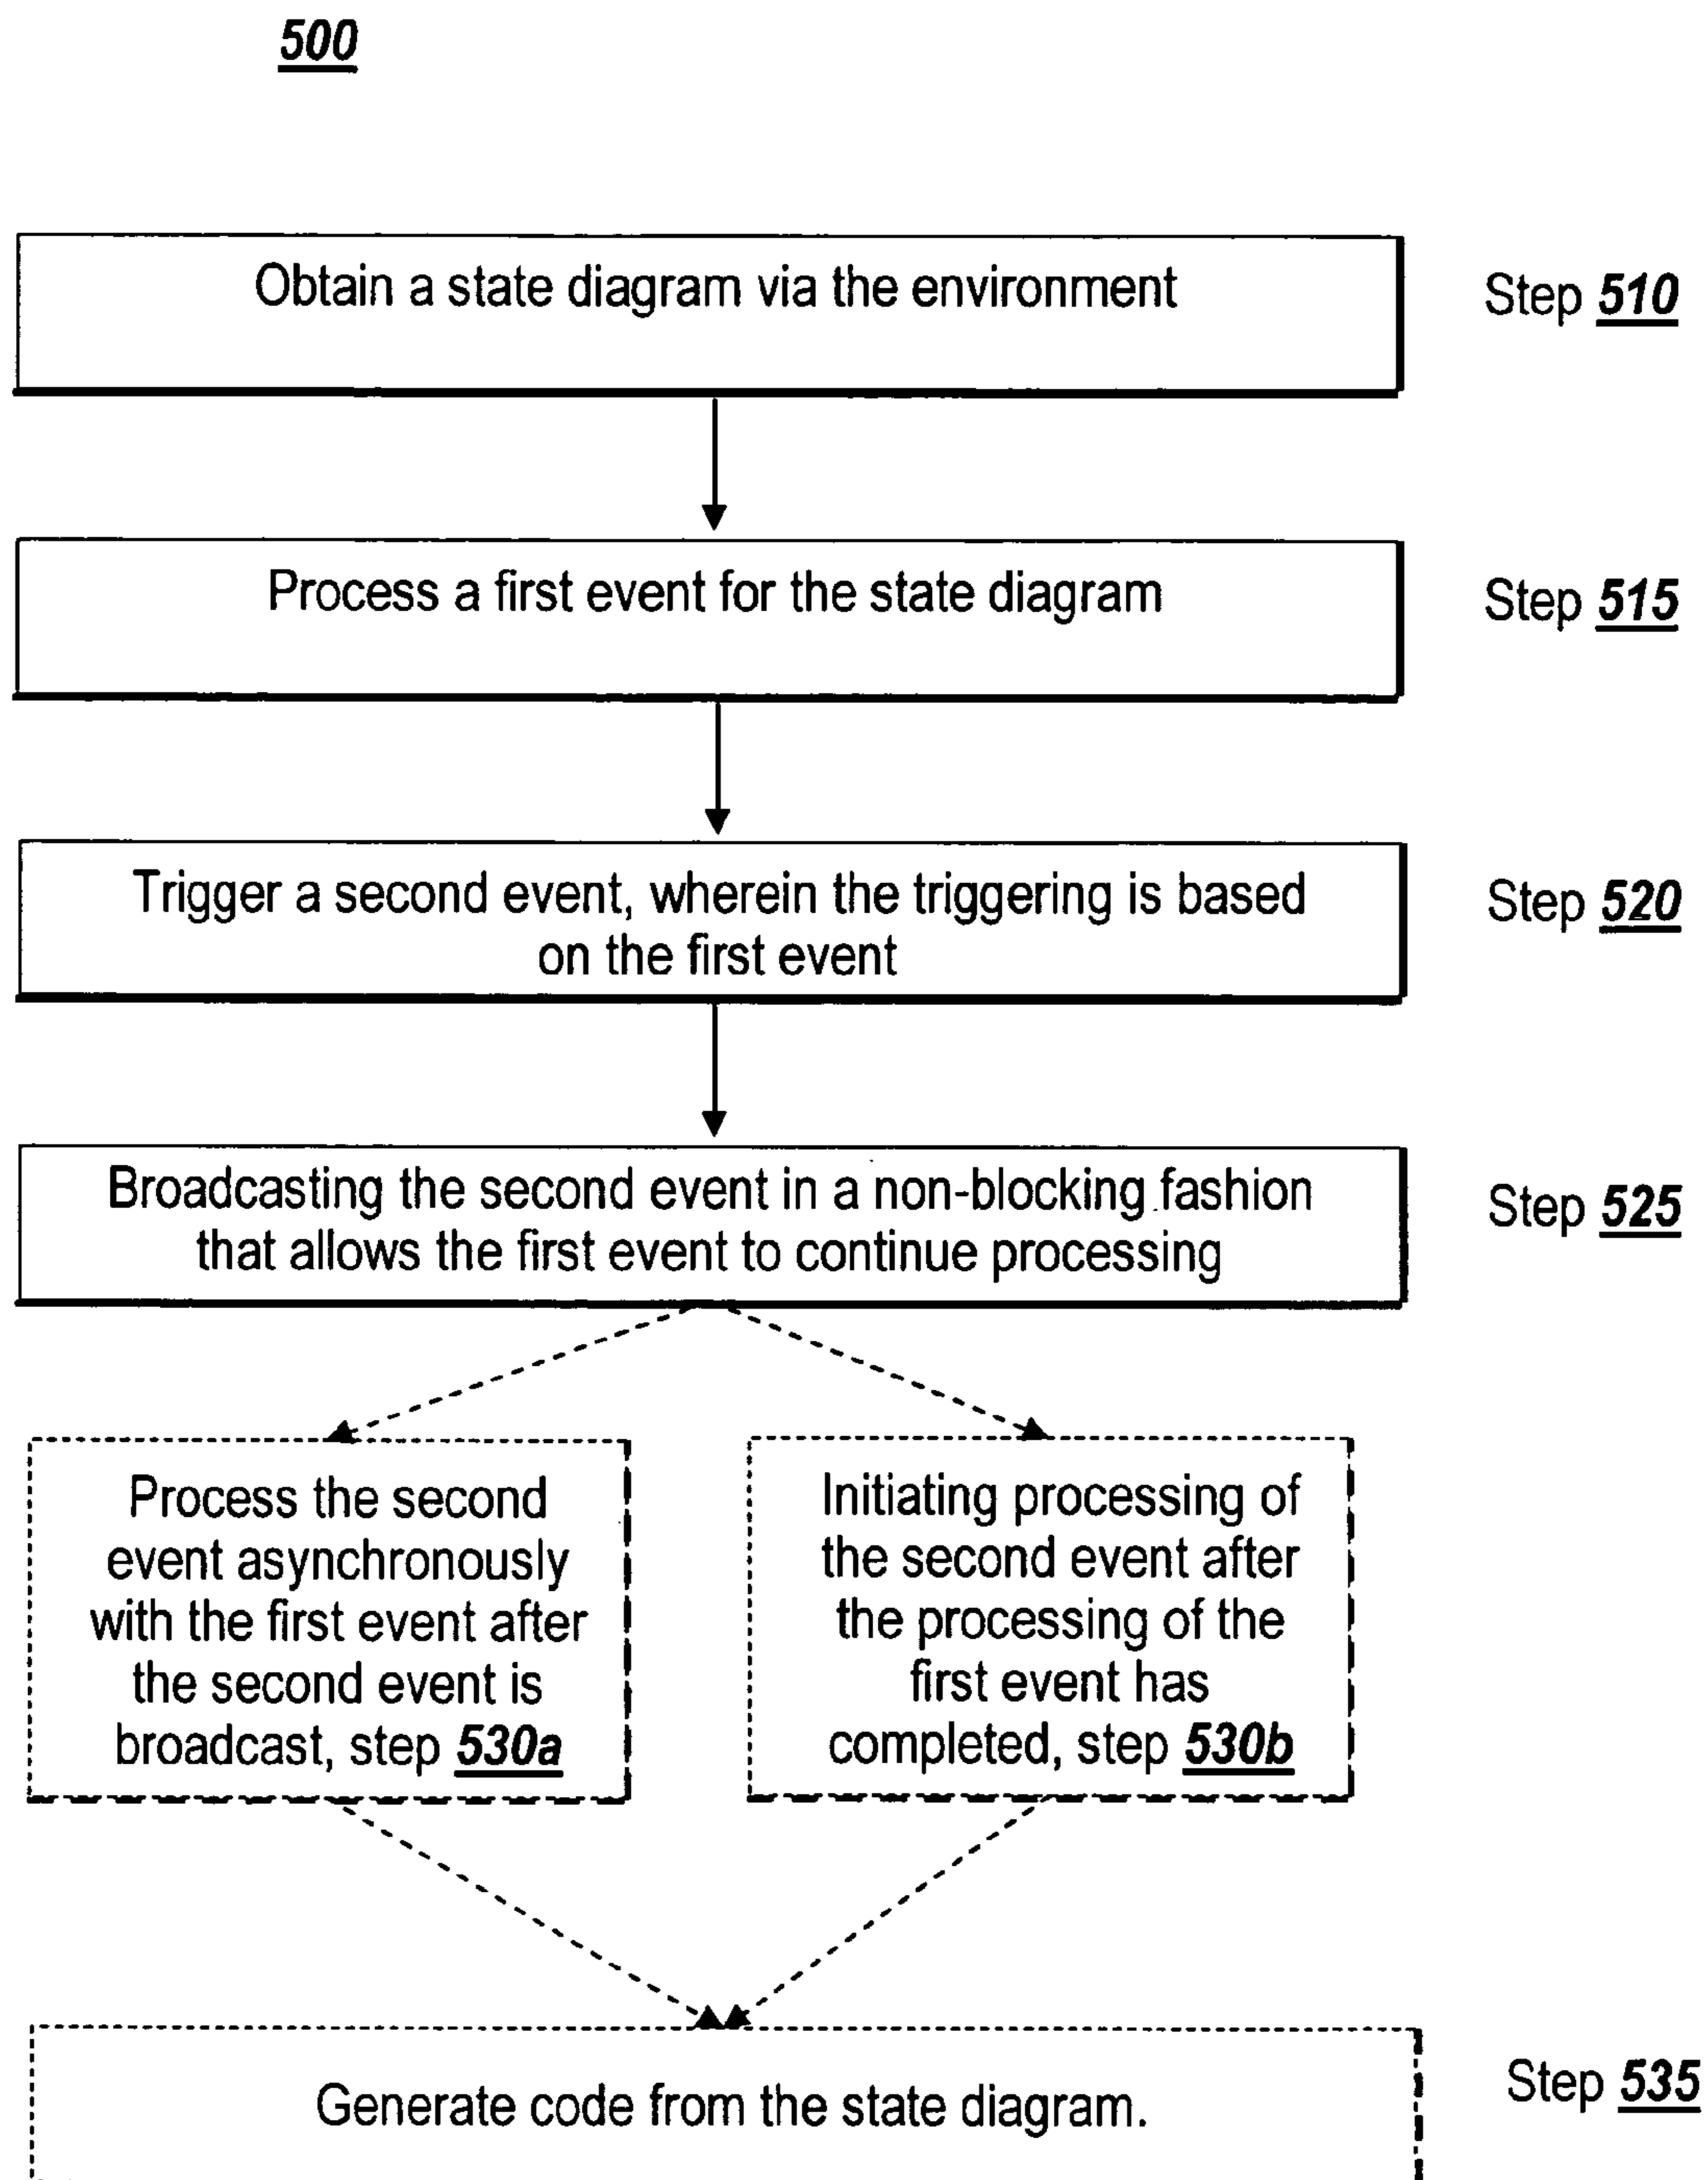 500
Obtain a state diagram via the environment
Step 510
Process a first event for the state diagram
Step 515
Trigger a second event, wherein the triggering is based
on the first event
Step 520
Broadcasting the second event in a non-blocking fashion
that allows the first event to continue processing
Step 525
Process the second
event asynchronously
with the first event after
the second event is
broadcast, step 530a
Initiating processing of
the second event after
the processing of the
first event has
completed, step 530b
Generate code from the state diagram.
Step 535